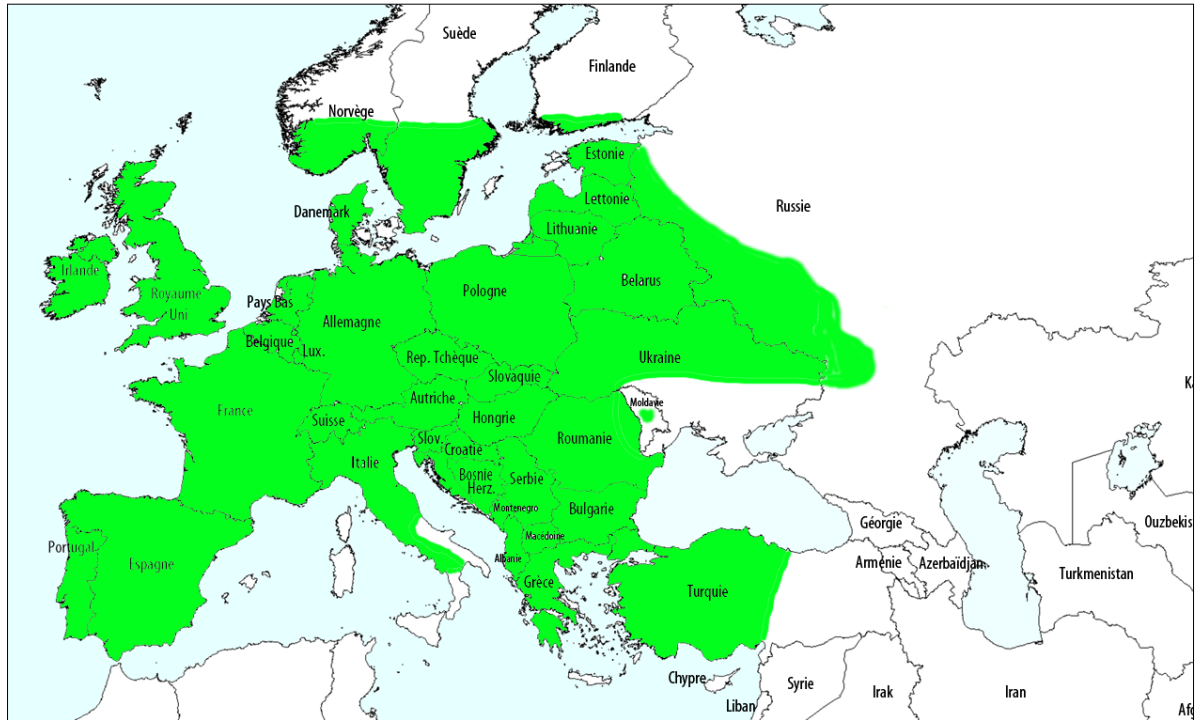 Suède
Finlande
Norvège
Estonie
Russie
Lettonie
Danemark
Lithuanie
Irlande
Belarus
Royaume
Uni
Pays Bas
Pologne
Allemagne
Belgique
Lux.
Rep. Tchèque
Ukraine
Slovaquie
France
Autriche
Moldavie
Suisse
Hongrie
Slov.
Croatie
Roumanie
Italie
Bosnie
Herz.
Serbie
Montenegro
Bulgarie
Géorgie
Ouzbekis
Macedoine
Portugal
Espagne
Albanie
Arménie
Azerbaïdjan
Turkmenistan
Grèce
Turquie
Chypre
Syrie
Irak
Iran
Liban
Afg
Ka